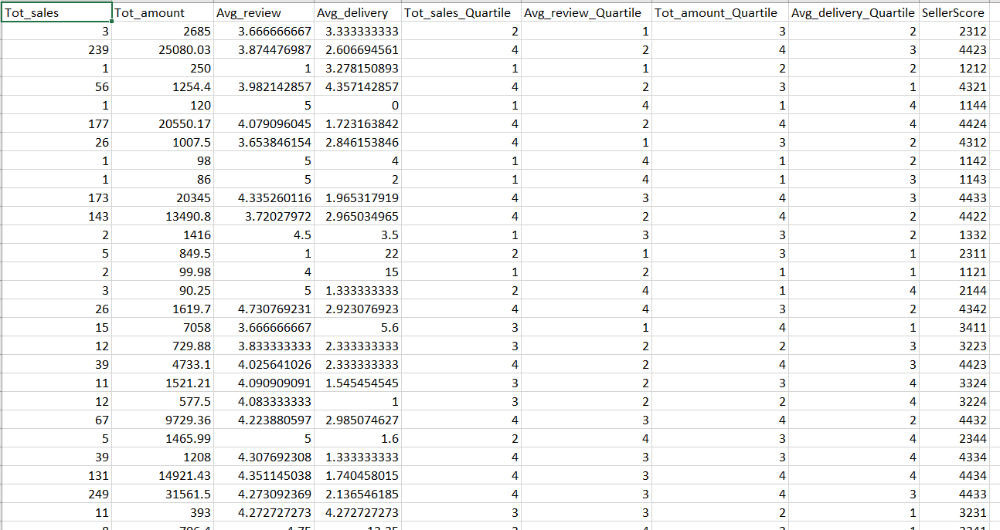 Tot_sales Tot_amount Avg_review Avg_delivery Tot_sales_Quartile Avg_review_Quartile Tot_amount_Quartile Avg_delivery_Quartile SellerScore
3 2685 3.666666667 3.333333333 2 1 3 2 2312
239 25080.03 3.874476987 2.606694561 4 2 4 3 4423
1 250 1 3.278150893 1 1 2 2 1212
56 1254.4 3.982142857 4.357142857 4 2 3 1 4321
1 120 5 0 1 4 1 4 1144
177 20550.17 4.079096045 1.723163842 4 2 4 4 4424
26 1007.5 3.653846154 2.846153846 4 1 3 2 4312
1 98 5 4 1 4 1 2 1142
1 86 5 2 1 4 1 3 1143
173 20345 4.335260116 1.965317919 4 3 4 3 4433
143 13490.8 3.72027972 2.965034965 4 2 4 2 4422
2 1416 4.5 3.5 1 3 3 2 1332
5 849.5 1 22 2 1 3 1 2311
2 99.98 4 15 1 2 1 1 1121
3 90.25 5 1.333333333 2 4 1 4 2144
26 1619.7 4.730769231 2.923076923 4 4 3 2 4342
15 7058 3.666666667 5.6 3 1 4 1 3411
12 729.88 3.833333333 2.333333333 3 2 2 3 3223
39 4733.1 4.025641026 2.333333333 4 2 4 3 4423
11 1521.21 4.090909091 1.545454545 3 2 3 4 3324
12 577.5 4.083333333 1 3 2 2 4 3224
67 9729.36 4.223880597 2.985074627 4 3 4 2 4432
5 1465.99 5 1.6 2 4 3 4 2344
39 1208 4.307692308 1.333333333 4 3 3 4 4334
131 14921.43 4.351145038 1.740458015 4 3 4 4 4434
249 31561.5 4.273092369 2.136546185 4 3 4 3 4433
11 393 4.272727273 4.272727273 3 3 2 1 3231